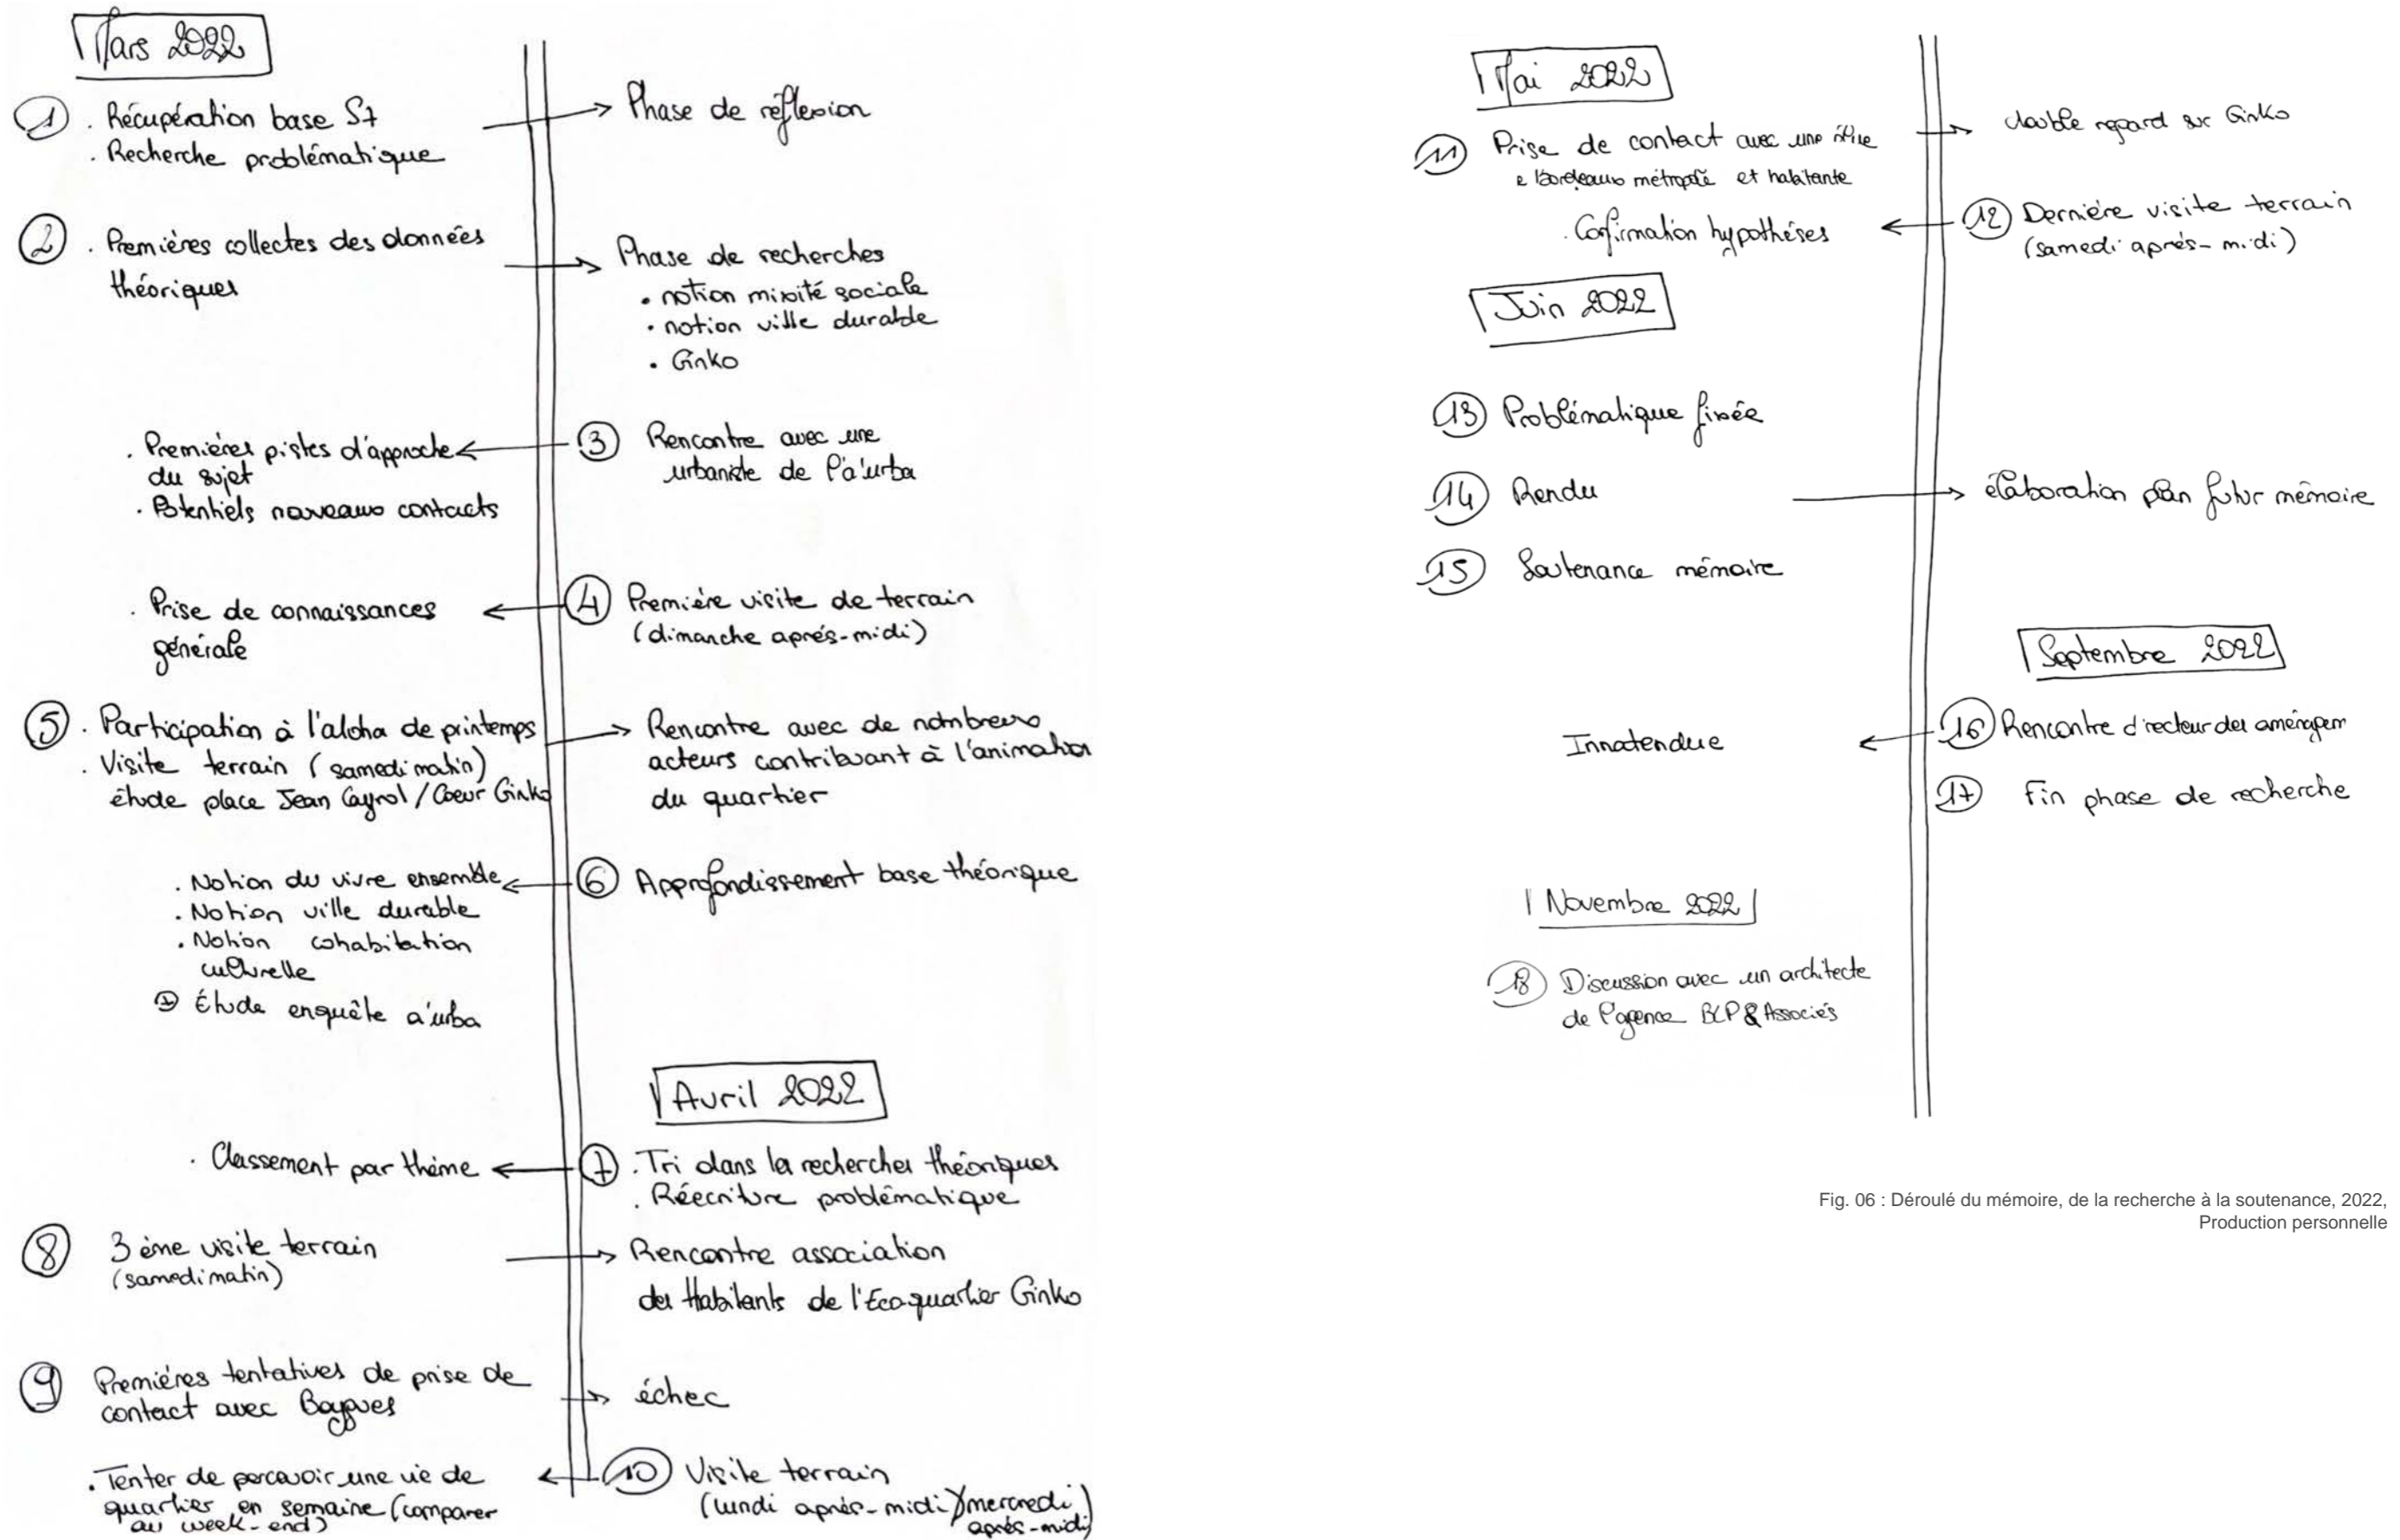 Mars 2022
1 . Récupération base S7
. Recherche problématique
Phase de réflexion
2 . Premières collectes des données
théoriques
Phase de recherches
. notion mixité sociale
. notion ville durable
. Ginko
3 Rencontre avec une
urbaniste de l'a'urba
. Premières pistes d'approche
du sujet
. Potentiels nouveaux contacts
4 Première visite de terrain
(dimanche après-midi)
. Prise de connaissances
générale
5 . Participation à l'aloha de printemps
. Visite terrain (samedi matin)
étude place Jean Cayrol / Coeur Ginko
Rencontre avec de nombreux
acteurs contribuant à l'animation
du quartier
6 Approfondissement base théorique
. Notion du vivre ensemble
. Notion ville durable
. Notion cohabitation
culturelle
Étude enquête a'urba
Avril 2022
7 . Tri dans la recherches théoriques
. Réecriture problématique
. Classement par thème
8 3 ème visite terrain
(samedi matin)
Rencontre association
des Habitants de l'Ecoquartier Ginko
9 Premières tentatives de prise de
contact avec Bouygues
échec
10 Visite terrain
(lundi après-midi) (mercredi
après-midi)
. Tenter de percevoir une vie de
quartier en semaine (comparer
au week-end)
Mai 2022
11 Prise de contact avec une élue
Bordeaux métropole et habitante
double regard sur Ginko
12 Dernière visite terrain
(samedi après-midi)
. Confirmation hypothèses
Juin 2022
13 Problématique fixée
14 Rendu
élaboration plan futur mémoire
15 Soutenance mémoire
Septembre 2022
16 Rencontre directeur des aménagem
Innatendue
17 Fin phase de recherche
Novembre 2022
18 Discussion avec un architecte
de l'agence BLP & Associés
Fig. 06 : Déroulé du mémoire, de la recherche à la soutenance, 2022,
Production personnelle